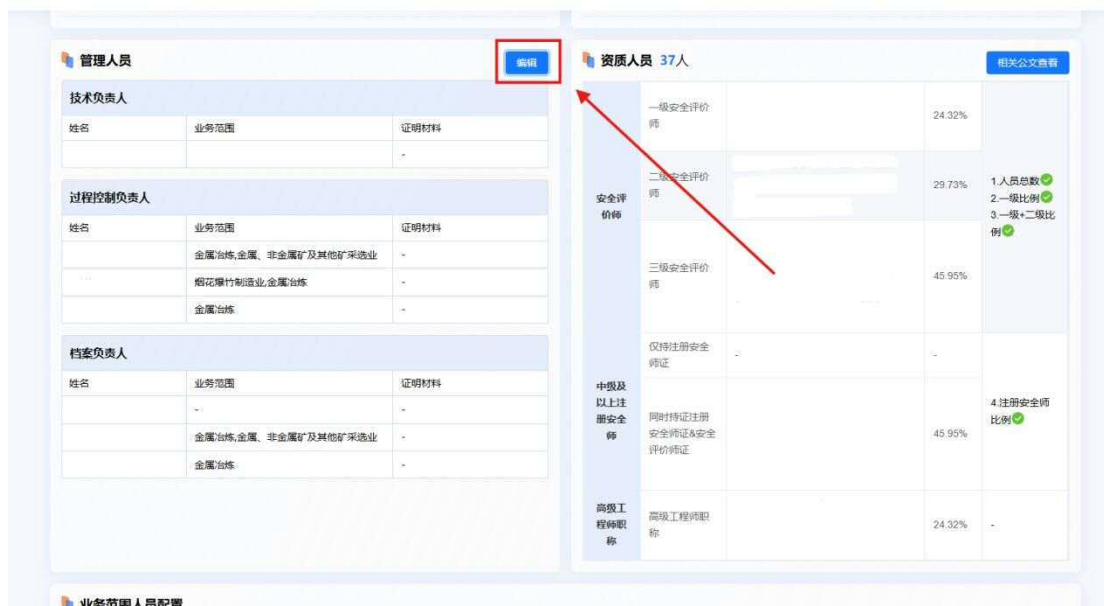 管理人员
编辑
技术负责人
姓名 业务范围 证明材料
-
过程控制负责人
姓名 业务范围 证明材料
金属冶炼,金属、非金属矿及其他矿采选业 -
烟花爆竹制造业,金属冶炼 -
金属冶炼 -
档案负责人
姓名 业务范围 证明材料
- -
金属冶炼,金属、非金属矿及其他矿采选业 -
金属冶炼 -
资质人员 37人
相关公文查看
安全评
价师
一级安全评价
师
24.32%
二级安全评价
师
29.73%
三级安全评价
师
45.95%
1.人员总数
2.一级比例
3.一级+二级比
例
中级及
以上注
册安全
师
仅持注册安全
师证
- -
同时持证注册
安全师证&安全
评价师证
45.95%
4.注册安全师
比例
高级工
程师职
称
高级工程师职
称
24.32% -
业务范围人员配置